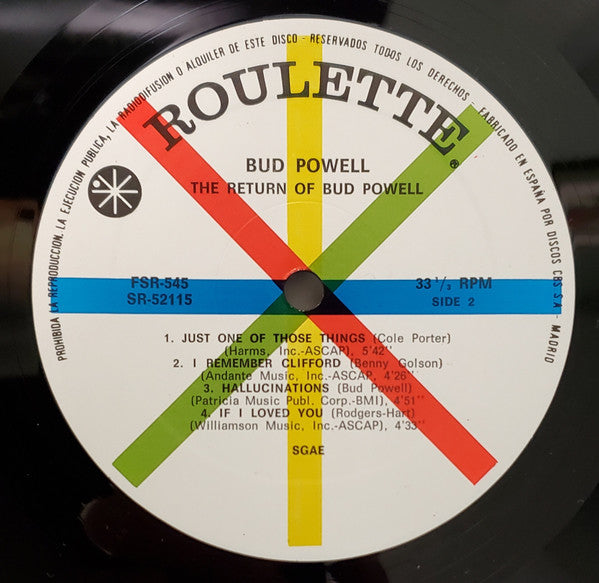 PROHIBIDA LA REPRODUCCION, LA EJECUCION PUBLICA, LA RADIODIFUSION O ALQUILER DE ESTE DISCO - RESERVADOS TODOS LOS DERECHOS - FABRICADO EN ESPAÑA POR DISCOS CBS S.A. - MADRID
ROULETTE
®
BUD POWELL
THE RETURN OF BUD POWELL
FSR-545 33 1/3 RPM
SR-52115 SIDE 2
1. JUST ONE OF THOSE THINGS (Cole Porter)
(Harms, Inc.-ASCAP), 5'42"
2. I REMEMBER CLIFFORD (Benny Golson)
(Andante Music, Inc.-ASCAP, 4'26"
3. HALLUCINATIONS (Bud Powell)
(Patricia Music Publ. Corp.-BMI), 4'51"
4. IF I LOVED YOU (Rodgers-Hart)
(Williamson Music, Inc.-ASCAP), 4'33"
SGAE